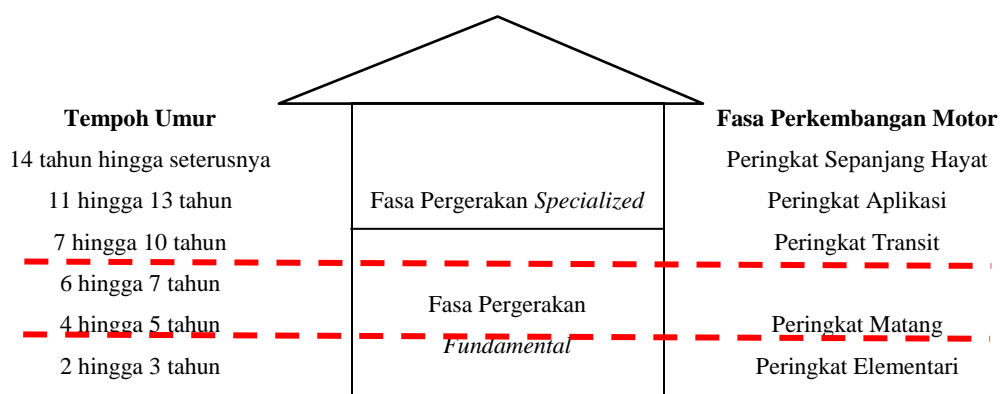 Tempoh Umur
Fasa Perkembangan Motor
14 tahun hingga seterusnya
Peringkat Sepanjang Hayat
11 hingga 13 tahun
Fasa Pergerakan Specialized
Peringkat Aplikasi
7 hingga 10 tahun
Peringkat Transit
6 hingga 7 tahun
Fasa Pergerakan
4 hingga 5 tahun
Peringkat Matang
Fundamental
2 hingga 3 tahun
Peringkat Elementari